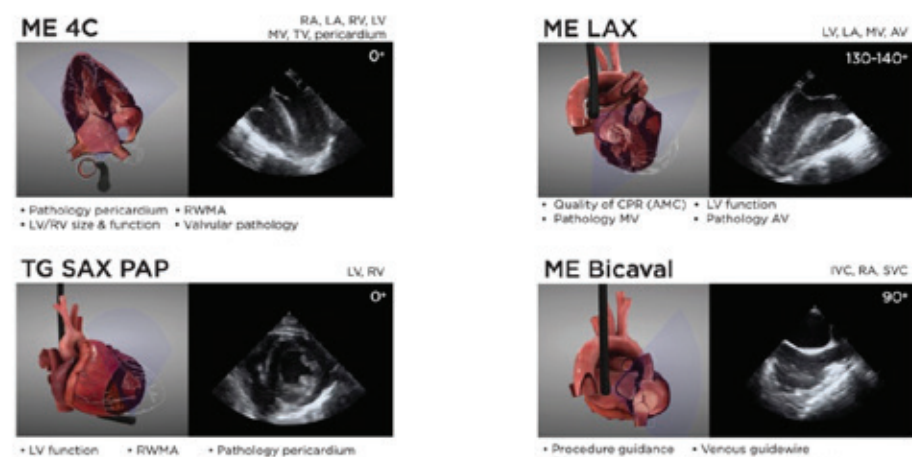 ME 4C
RA, LA, RV, LV
MV, TV, pericardium
0°
• Pathology pericardium • RWMA
• LV/RV size & function • Valvular pathology
ME LAX
LV, LA, MV, AV
130-140°
• Quality of CPR (AMC) • LV function
• Pathology MV • Pathology AV
TG SAX PAP
LV, RV
0°
• LV function • RWMA • Pathology pericardium
ME Bicaval
IVC, RA, SVC
90°
• Procedure guidance • Venous guidewire